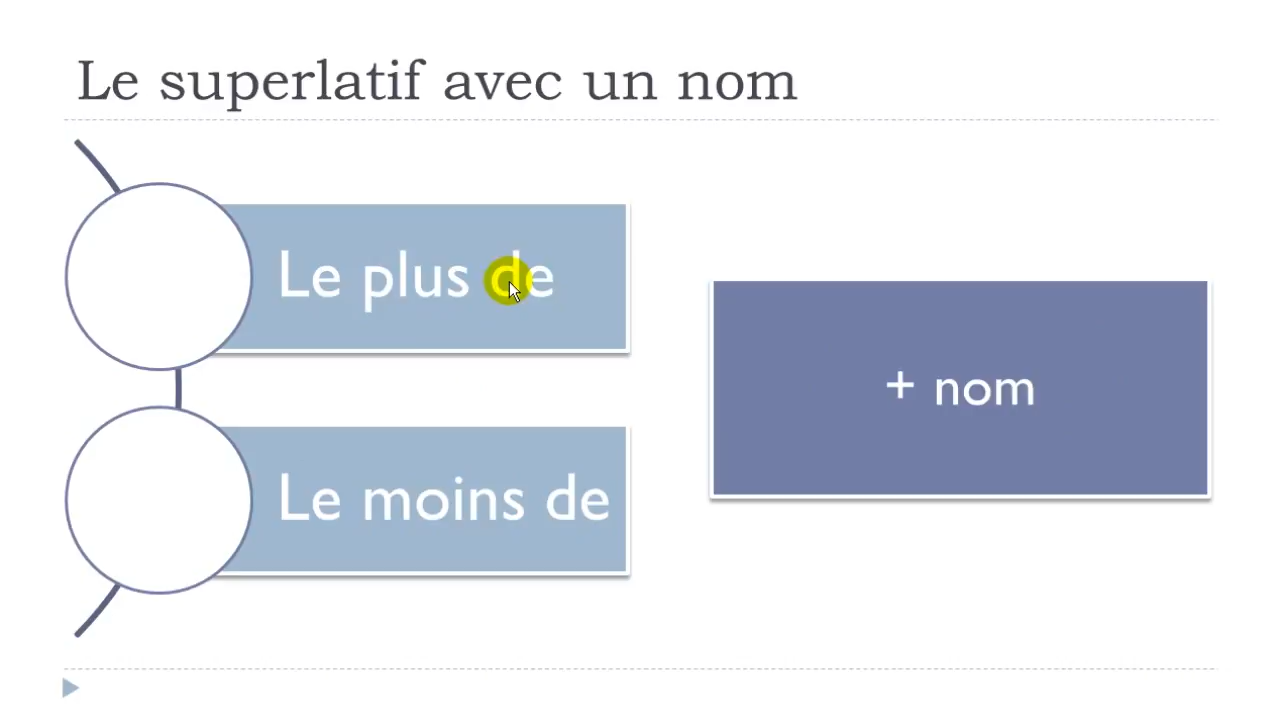 Le superlatif avec un nom
Le plus de
+ nom
Le moins de